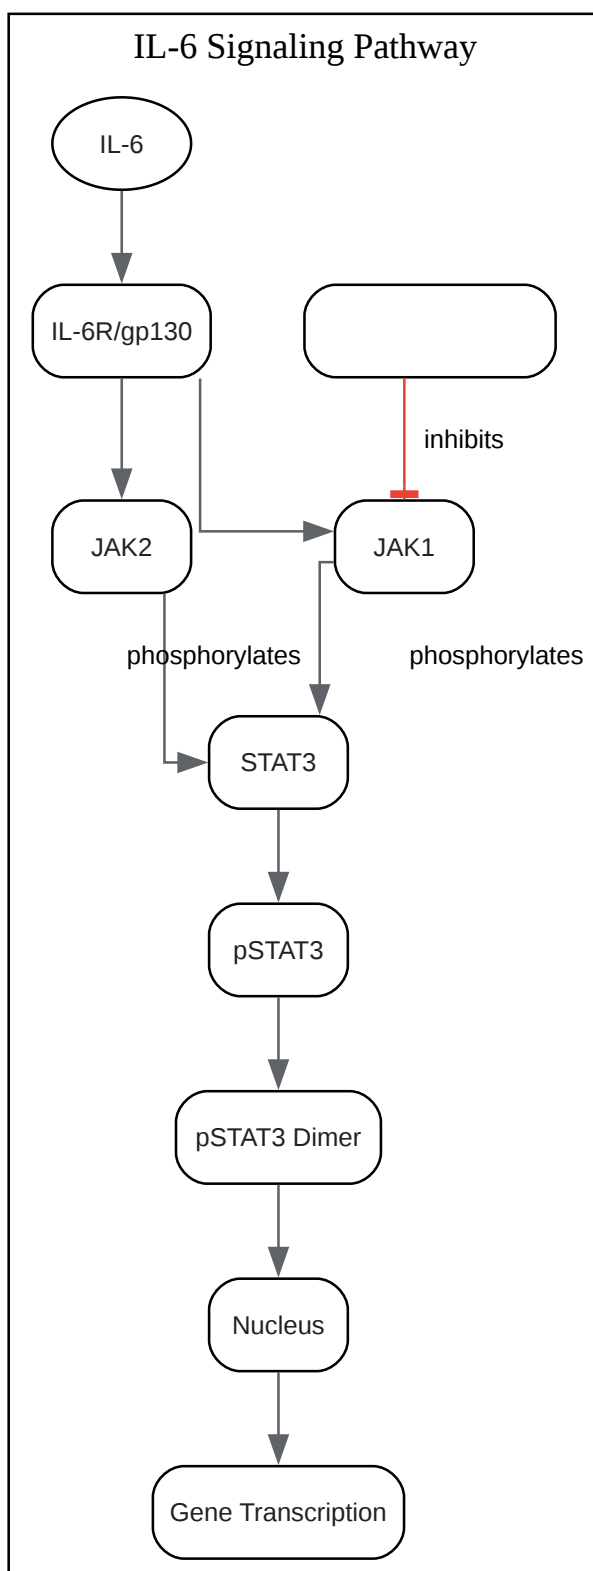 IL-6 Signaling Pathway
IL-6
IL-6R/gp130
inhibits
JAK2
JAK1
phosphorylates
phosphorylates
STAT3
pSTAT3
pSTAT3 Dimer
Nucleus
Gene Transcription